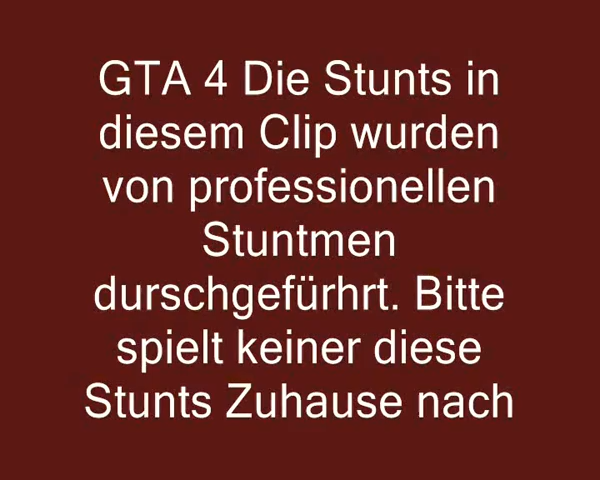 GTA 4 Die Stunts in
diesem Clip wurden
von professionellen
Stuntmen
durschgefürhrt. Bitte
spielt keiner diese
Stunts Zuhause nach